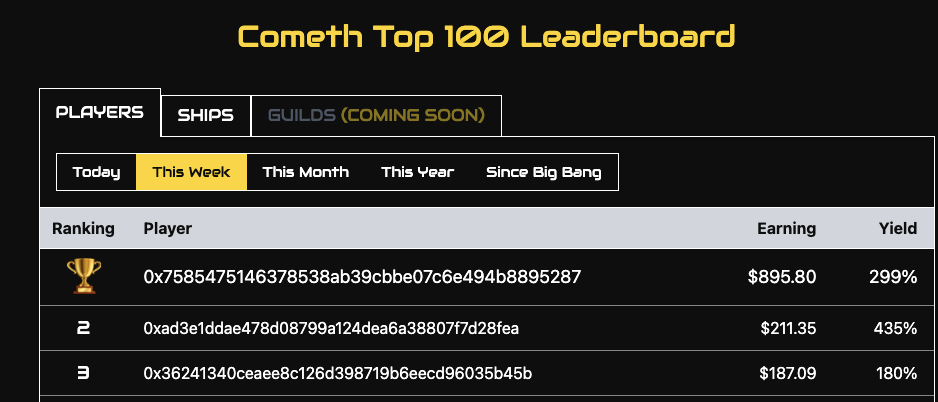 Cometh Top 100 Leaderboard
PLAYERS SHIPS GUILDS (COMING SOON)
Today This Week This Month This Year Since Big Bang
Ranking Player Earning Yield
0x7585475146378538ab39cbbe07c6e494b8895287 $895.80 299%
2 0xad3e1ddae478d08799a124dea6a38807f7d28fea $211.35 435%
3 0x36241340ceaee8c126d398719b6eecd96035b45b $187.09 180%